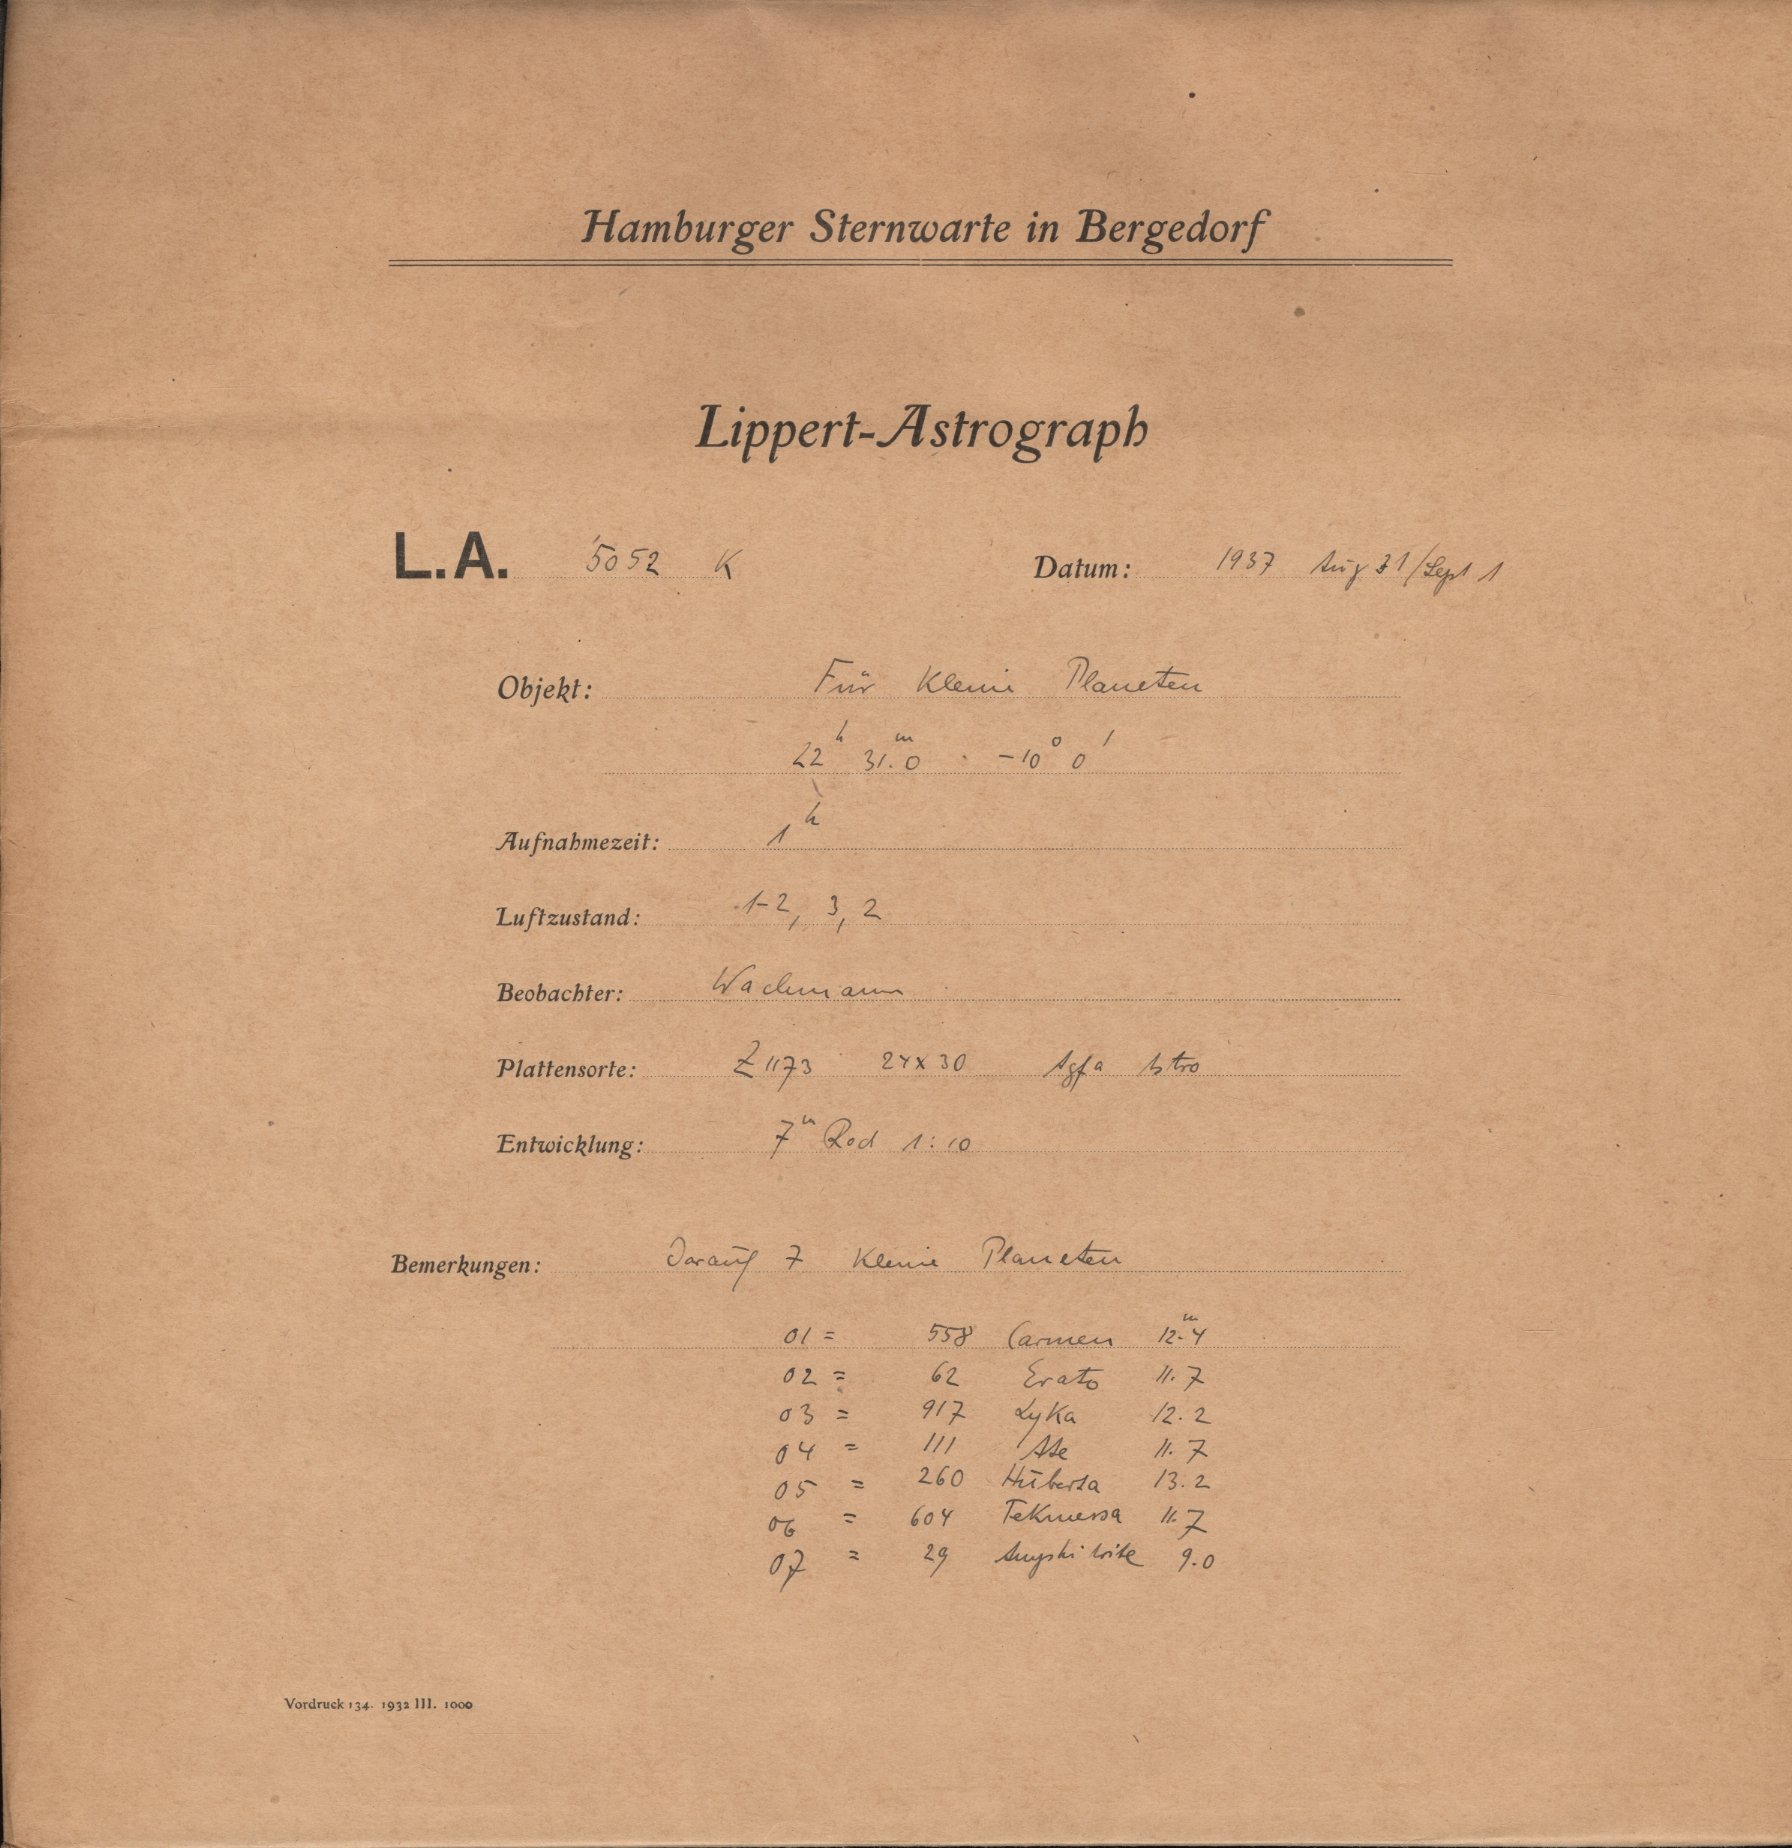 Hamburger Sternwarte in Bergedorf
Lippert-Astrograph
L.A. 5052 K Datum: 1937 Aug 31/Sept 1
Objekt: Für Kleine Planeten
22h 31.m0 -10° 0'
Aufnahmezeit: 1h
Luftzustand: 1-2, 3, 2
Beobachter: Wachmann
Plattensorte: Z1173 24x30 Agfa Astro
Entwicklung: 7m Rod 1:10
Bemerkungen: Darauf 7 Kleine Planeten
01 = 558 Carmen 12.m4
02 = 62 Erato 11.7
03 = 917 Lyka 12.2
04 = 111 Ate 11.7
05 = 260 Huberta 13.2
06 = 604 Tekmessa 11.7
07 = 29 Amphitrite 9.0
Vordruck 134. 1932 III. 1000